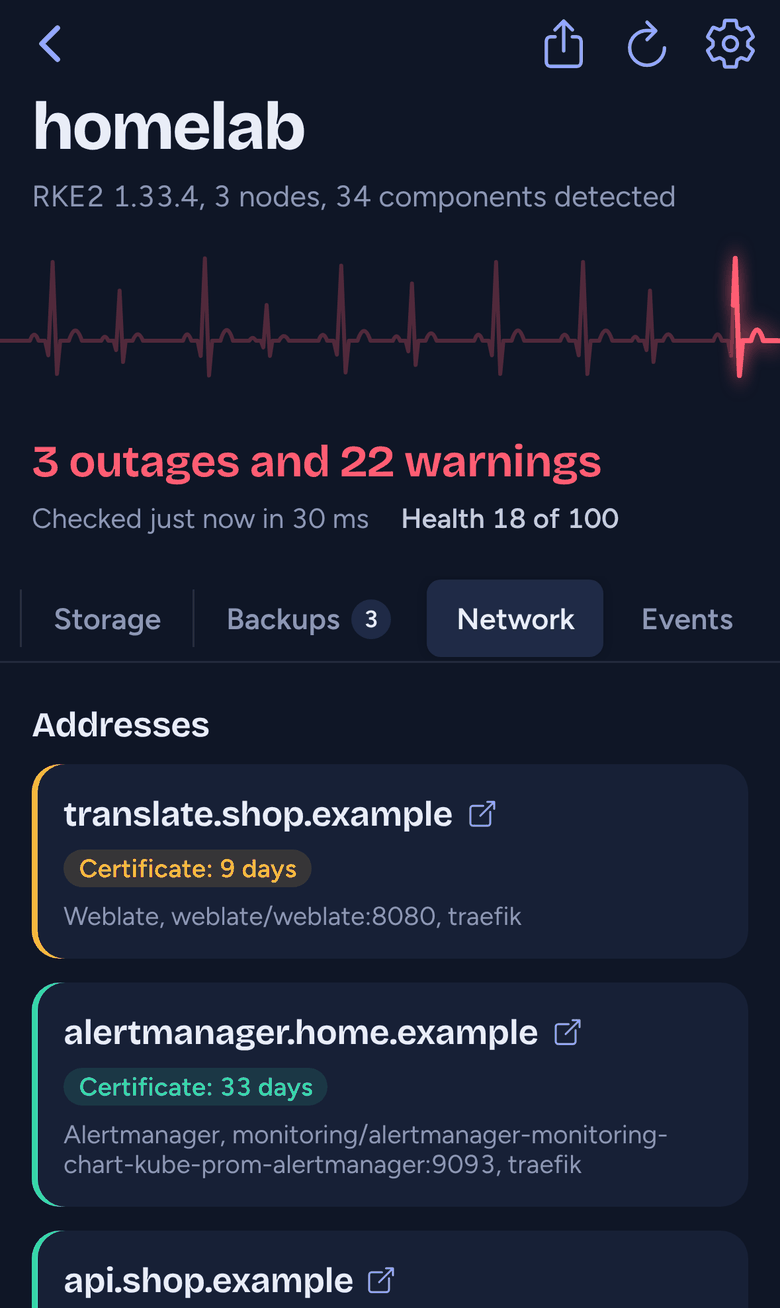 homelab
RKE2 1.33.4, 3 nodes, 34 components detected
3 outages and 22 warnings
Checked just now in 30 ms Health 18 of 100
Storage Backups 3 Network Events
Addresses
translate.shop.example
Certificate: 9 days
Weblate, weblate/weblate:8080, traefik
alertmanager.home.example
Certificate: 33 days
Alertmanager, monitoring/alertmanager-monitoring-
chart-kube-prom-alertmanager:9093, traefik
api.shop.example